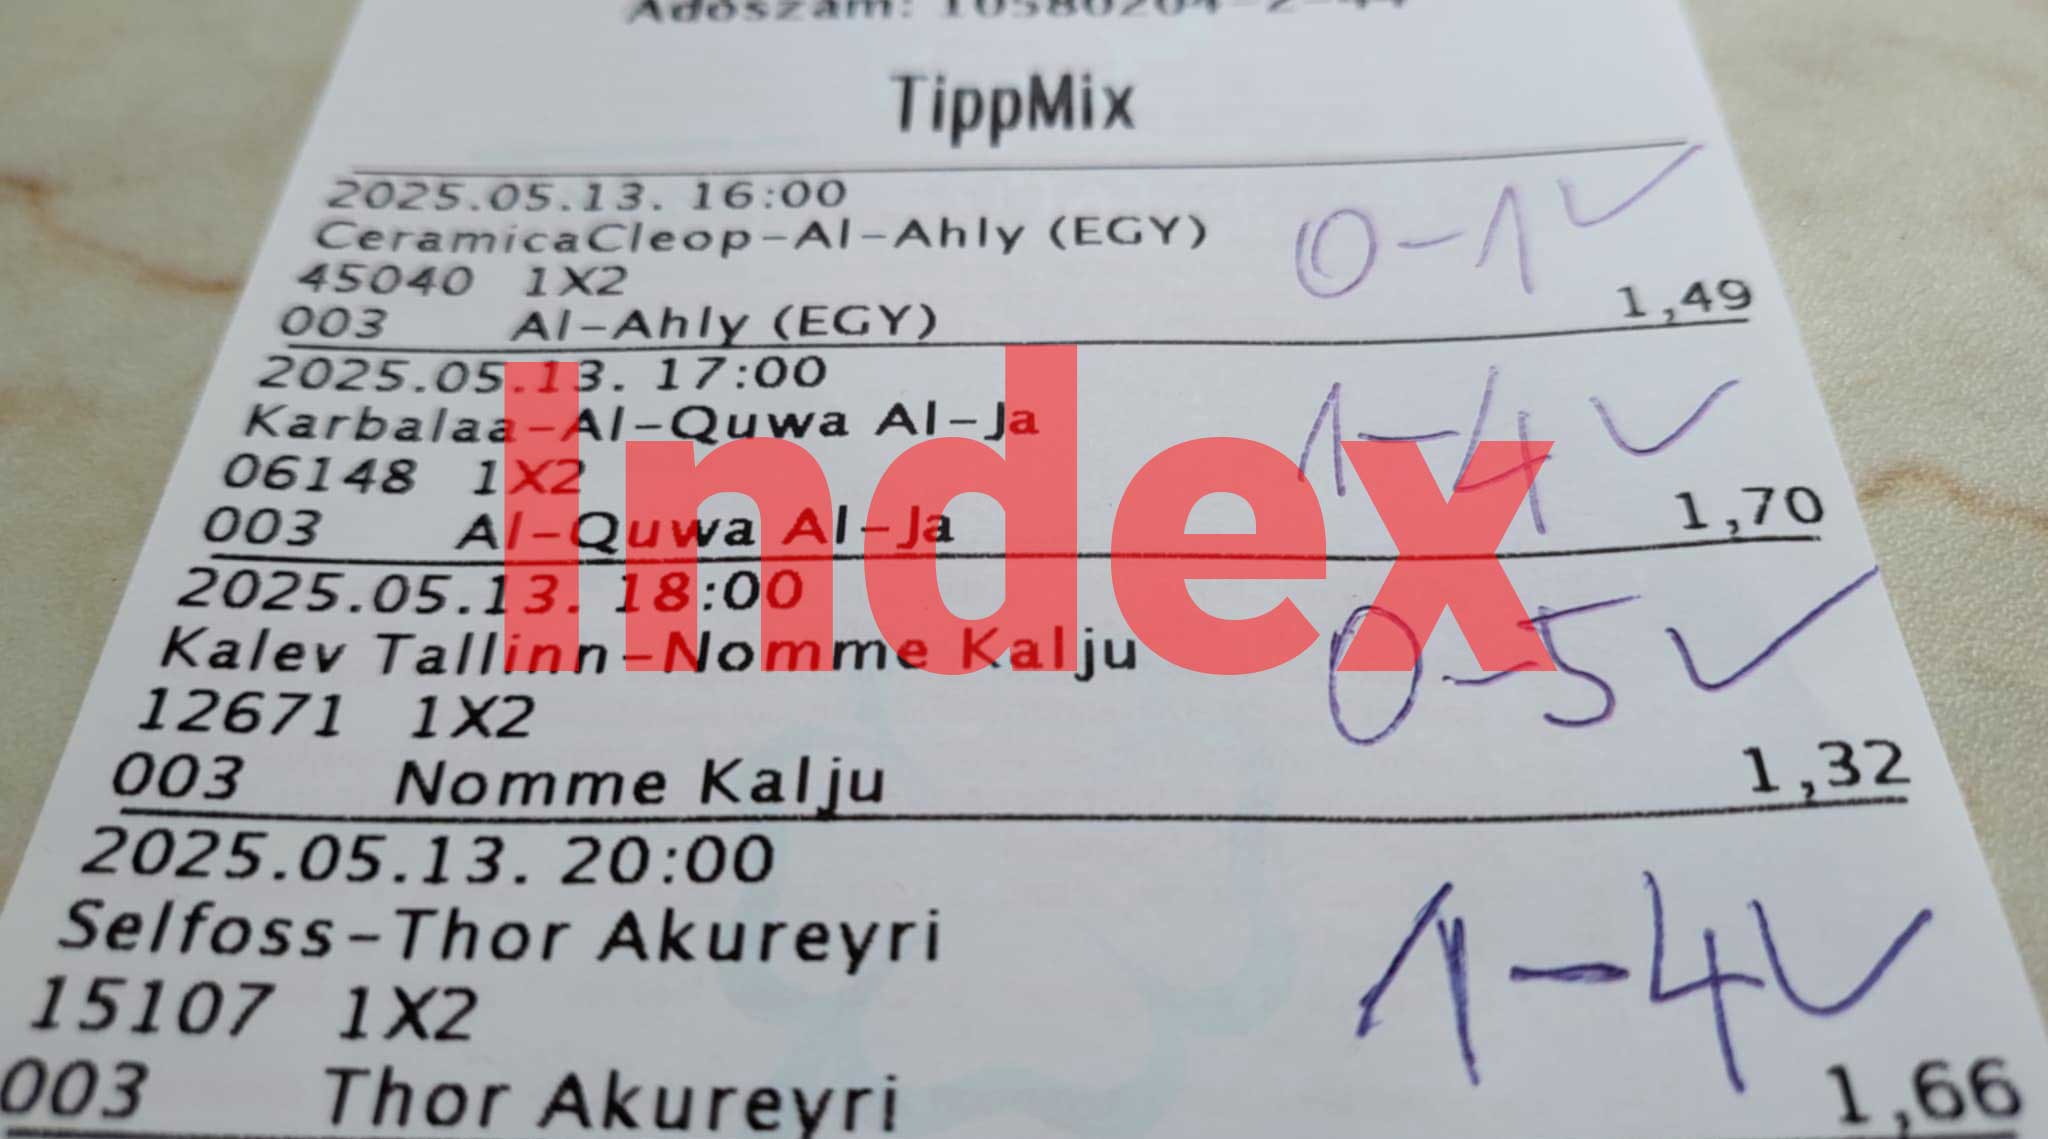 Adószám: 10580204-2-44
TippMix
2025.05.13. 16:00
CeramicaCleop-Al-Ahly (EGY)
0-1 ✓
45040 1X2
003 Al-Ahly (EGY) 1,49
2025.05.13. 17:00
Karbalaa-Al-Quwa Al-Ja
1-4 ✓
06148 1X2
003 Al-Quwa Al-Ja 1,70
Index
2025.05.13. 18:00
Kalev Tallinn-Nomme Kalju
0-5 ✓
12671 1X2
003 Nomme Kalju 1,32
2025.05.13. 20:00
Selfoss-Thor Akureyri
1-4 ✓
15107 1X2
003 Thor Akureyri 1,66